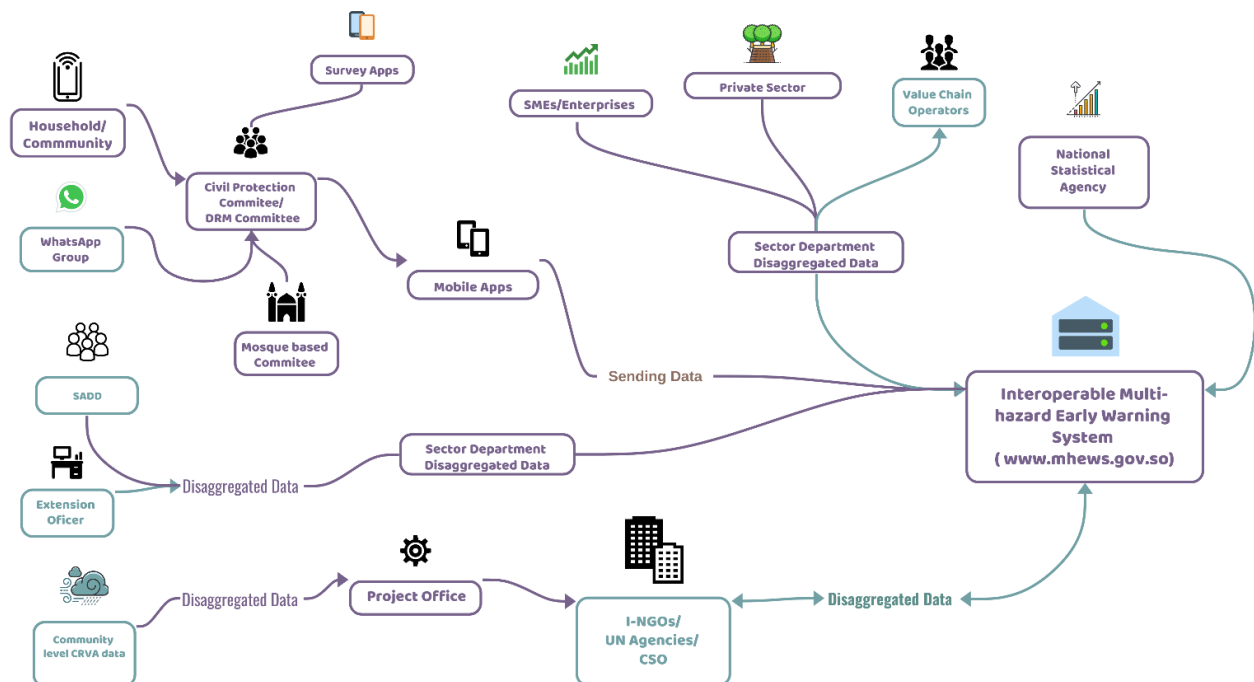 Survey Apps
SMEs/Enterprises
Private Sector
Value Chain
Operators
Household/
Commmunity
National
Statistical
Agency
Civil Protection
Commitee/
DRM Committee
WhatsApp
Group
Sector Department
Disaggregated Data
Mobile Apps
Mosque based
Commitee
Sending Data
SADD
Interoperable Multi-
hazard Early Warning
System
( www.mhews.gov.so)
Sector Department
Disaggregated Data
Disaggregated Data
Extension
Oficer
Disaggregated Data
Project Office
Disaggregated Data
I-NGOs/
UN Agencies/
CSO
Community
level CRVA data